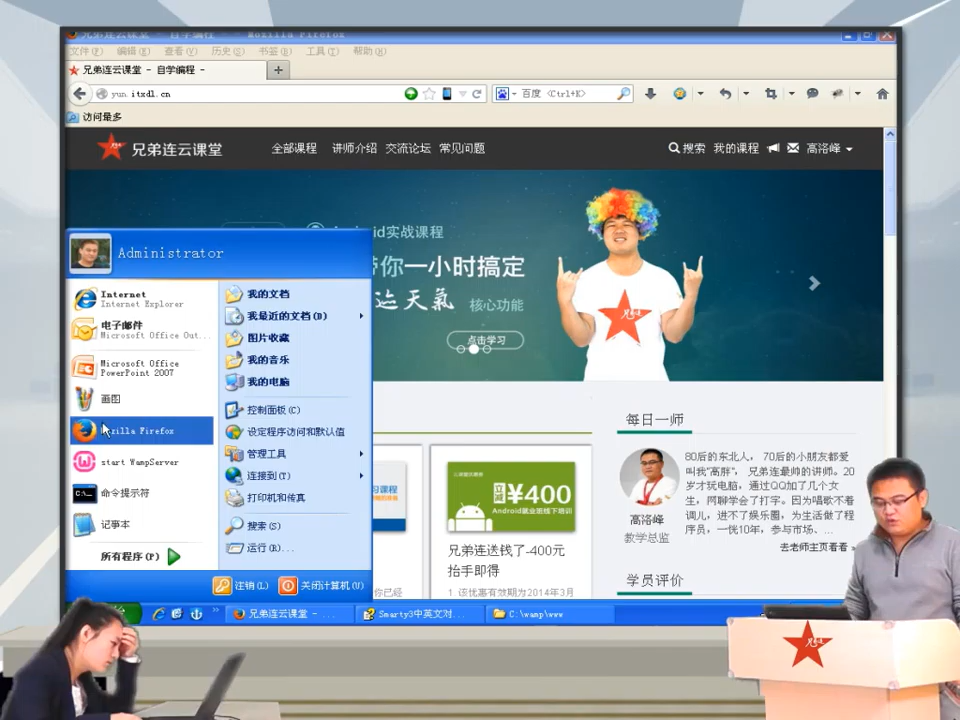 兄弟连云课堂 - 自学编程 - Mozilla Firefox
文件(F) 编辑(E) 查看(V) 历史(S) 书签(B) 工具(T) 帮助(H)
兄弟连云课堂 - 自学编程 -
yun.itxdl.cn
百度 <Ctrl+K>
访问最多
兄弟连云课堂
全部课程 讲师介绍 交流论坛 常见问题
搜索 我的课程 高洛峰
实战课程
带你一小时搞定
运天氣 核心功能
点击学习
Administrator
Internet
Internet Explorer
电子邮件
Microsoft Office Out...
Microsoft Office
PowerPoint 2007
画图
Mozilla Firefox
start WampServer
命令提示符
记事本
所有程序(P)
我的文档
我最近的文档(D)
图片收藏
我的音乐
我的电脑
控制面板(C)
设定程序访问和默认值
管理工具
连接到(T)
打印机和传真
搜索(S)
运行(R)...
注销(L) 关闭计算机(U)
立减¥400
Android就业班线下培训
兄弟连送钱了-400元
抬手即得
1. 该优惠有效期为2014年3月
你已经
每日一师
高洛峰
教学总监
80后的东北人, 70后的小朋友都爱
叫我"高胖", 兄弟连最帅的讲师。20
岁才玩电脑, 通过QQ加了几个女
生, 网聊学会了打字。因为唱歌不着
调儿, 进不了娱乐圈, 为生活做了程
序员, 一恍10年, 参与市场、...
去老师主页看看 »
学员评价
兄弟连云课堂 - ...
Smarty3中英文对...
C:\wamp\www
兄弟连